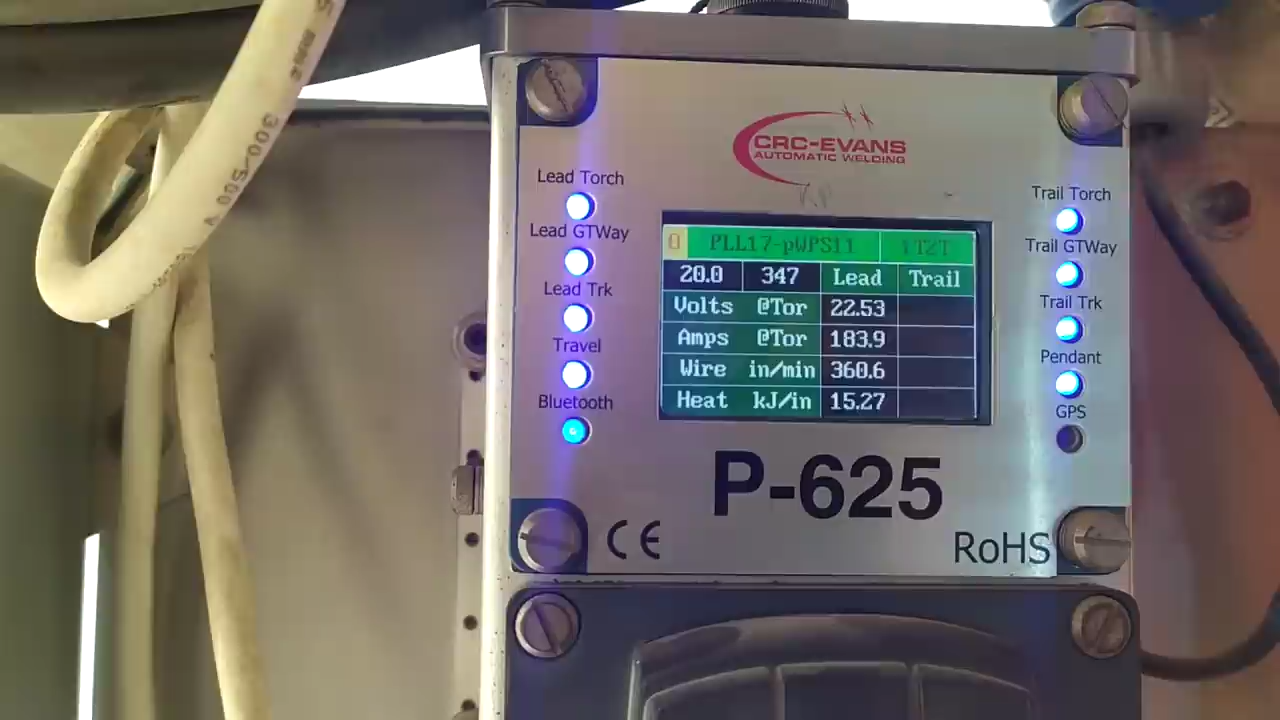 300/500 V
CRC-EVANS
AUTOMATIC WELDING
Lead Torch
Lead GTWay
Lead Trk
Travel
Bluetooth
0 PLL17-pWPS11 1T2T
20.0 347 Lead Trail
Volts @Tor 22.53
Amps @Tor 183.9
Wire in/min 360.6
Heat kJ/in 15.27
Trail Torch
Trail GTWay
Trail Trk
Pendant
GPS
P-625
CE
RoHS